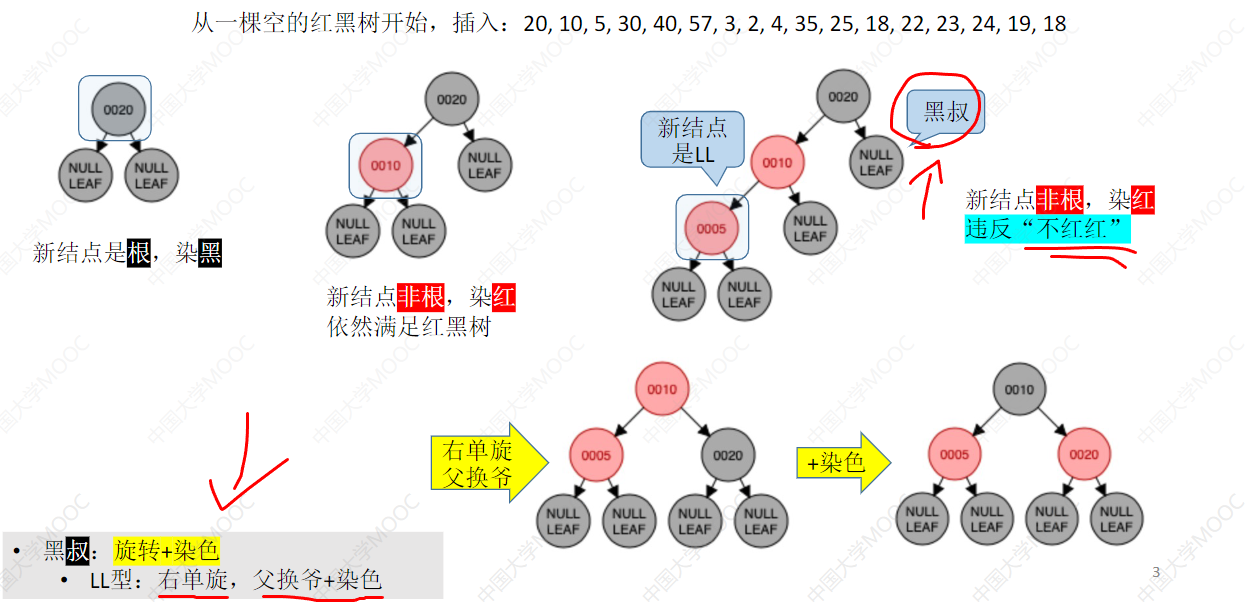 从一棵空的红黑树开始，插入：20, 10, 5, 30, 40, 57, 3, 2, 4, 35, 25, 18, 22, 23, 24, 19, 18
0020
NULL
LEAF
NULL
LEAF
新结点是根，染黑
0020
0010
NULL
LEAF
NULL
LEAF
NULL
LEAF
新结点非根，染红
依然满足红黑树
0020
黑叔
新结点
是LL
0010
NULL
LEAF
0005
NULL
LEAF
NULL
LEAF
NULL
LEAF
新结点非根，染红
违反“不红红”
右单旋
父换爷
0010
0005
0020
NULL
LEAF
NULL
LEAF
NULL
LEAF
NULL
LEAF
+染色
0010
0005
0020
NULL
LEAF
NULL
LEAF
NULL
LEAF
NULL
LEAF
• 黑叔：旋转+染色
• LL型：右单旋，父换爷+染色
3
中国大学MOOC